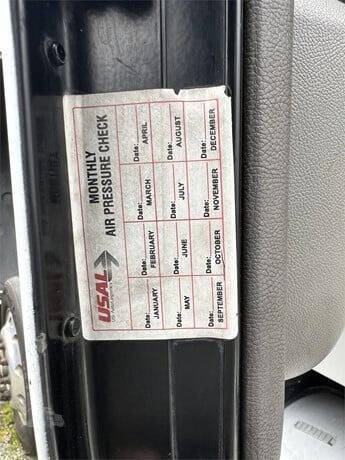 USAL
MONTHLY
AIR PRESSURE CHECK
Date:
JANUARY
Date:
FEBRUARY
Date:
MARCH
Date:
APRIL
Date:
MAY
Date:
JUNE
Date:
JULY
Date:
AUGUST
Date:
SEPTEMBER
Date:
OCTOBER
Date:
NOVEMBER
Date:
DECEMBER